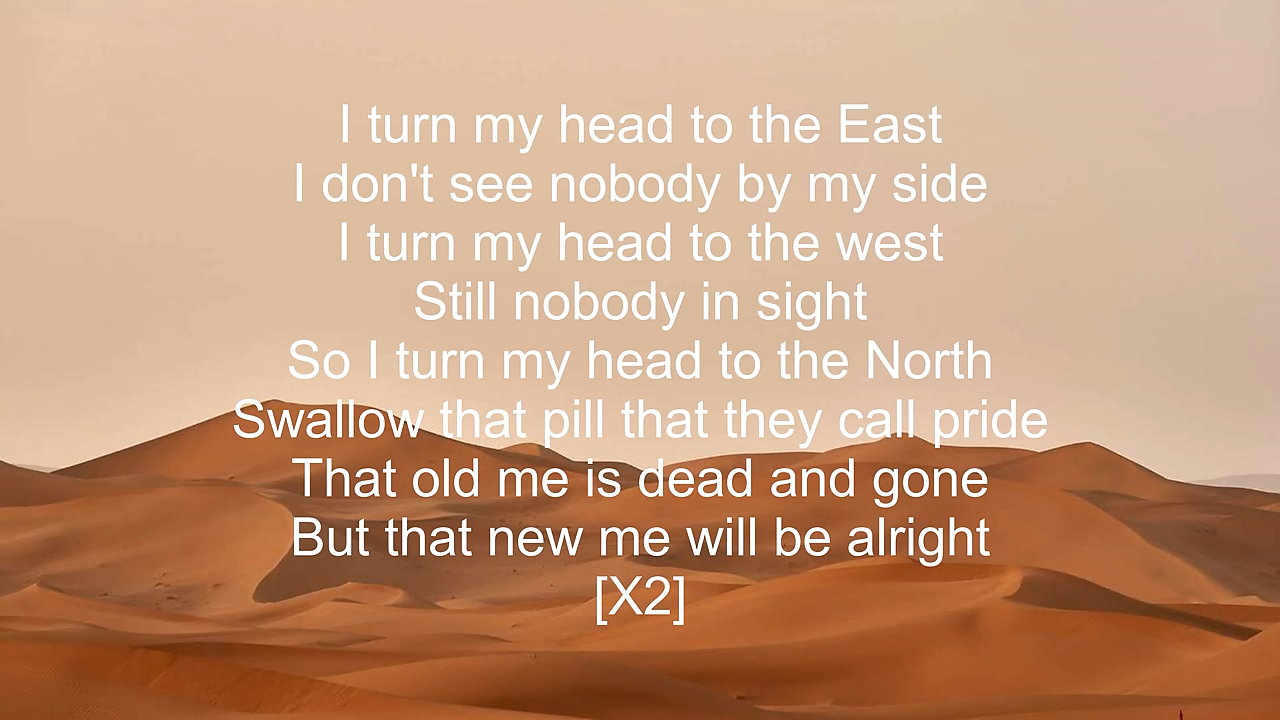 I turn my head to the East
I don't see nobody by my side
I turn my head to the west
Still nobody in sight
So I turn my head to the North
Swallow that pill that they call pride
That old me is dead and gone
But that new me will be alright
[X2]